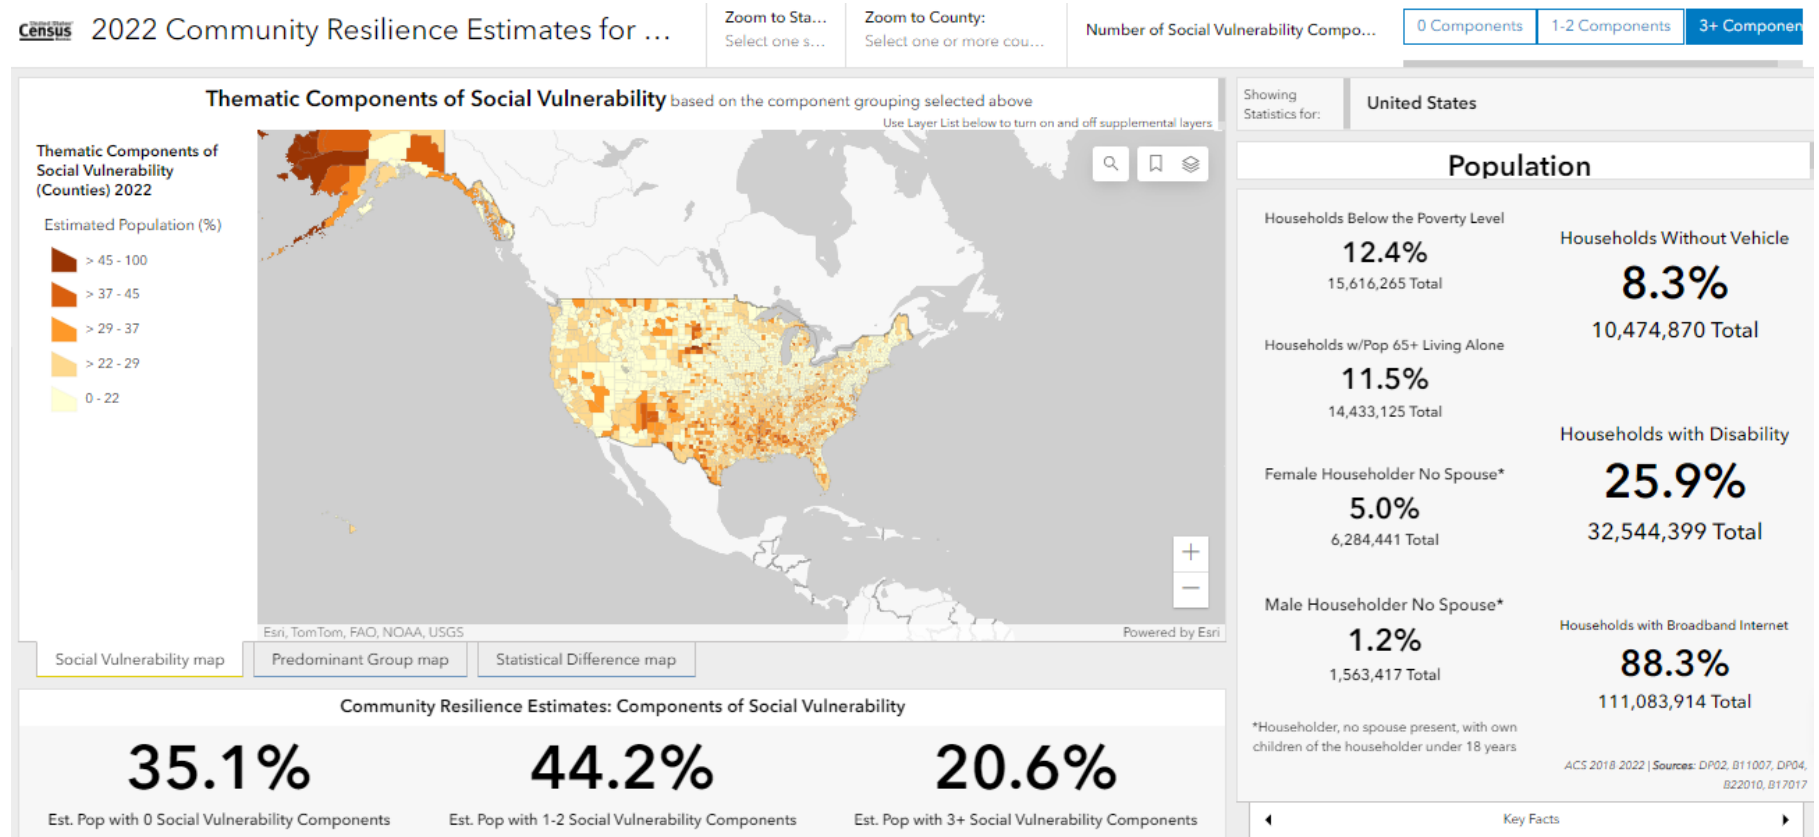 United States®
Census
Bureau
2022 Community Resilience Estimates for ...
Zoom to Sta...
Select one s...
Zoom to County:
Select one or more cou...
Number of Social Vulnerability Compo...
0 Components
1-2 Components
3+ Componen
Thematic Components of Social Vulnerability based on the component grouping selected above
Use Layer List below to turn on and off supplemental layers
Thematic Components of
Social Vulnerability
(Counties) 2022
Estimated Population (%)
> 45 - 100
> 37 - 45
> 29 - 37
> 22 - 29
0 - 22
Esri, TomTom, FAO, NOAA, USGS
Powered by Esri
Social Vulnerability map
Predominant Group map
Statistical Difference map
Community Resilience Estimates: Components of Social Vulnerability
35.1%
Est. Pop with 0 Social Vulnerability Components
44.2%
Est. Pop with 1-2 Social Vulnerability Components
20.6%
Est. Pop with 3+ Social Vulnerability Components
Showing
Statistics for:
United States
Population
Households Below the Poverty Level
12.4%
15,616,265 Total
Households w/Pop 65+ Living Alone
11.5%
14,433,125 Total
Female Householder No Spouse*
5.0%
6,284,441 Total
Male Householder No Spouse*
1.2%
1,563,417 Total
*Householder, no spouse present, with own
children of the householder under 18 years
Households Without Vehicle
8.3%
10,474,870 Total
Households with Disability
25.9%
32,544,399 Total
Households with Broadband Internet
88.3%
111,083,914 Total
ACS 2018-2022 | Sources: DP02, B11007, DP04,
B22010, B17017
Key Facts